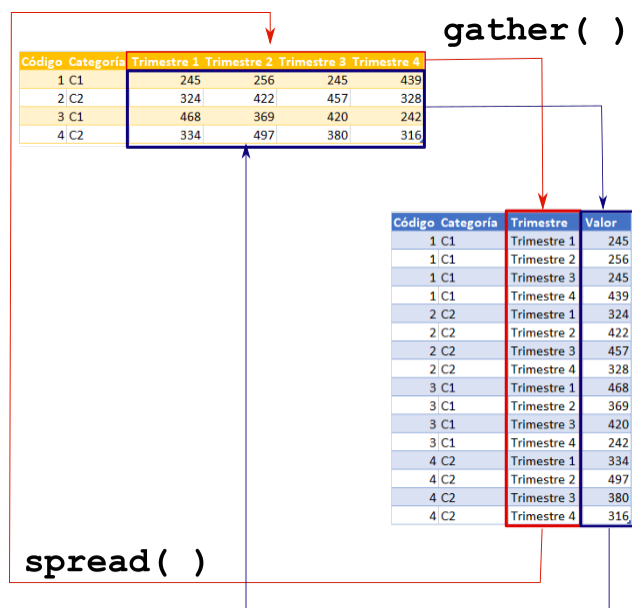 gather( )
Código Categoría Trimestre 1 Trimestre 2 Trimestre 3 Trimestre 4
1 C1 245 256 245 439
2 C2 324 422 457 328
3 C1 468 369 420 242
4 C2 334 497 380 316
Código Categoría Trimestre Valor
1 C1 Trimestre 1 245
1 C1 Trimestre 2 256
1 C1 Trimestre 3 245
1 C1 Trimestre 4 439
2 C2 Trimestre 1 324
2 C2 Trimestre 2 422
2 C2 Trimestre 3 457
2 C2 Trimestre 4 328
3 C1 Trimestre 1 468
3 C1 Trimestre 2 369
3 C1 Trimestre 3 420
3 C1 Trimestre 4 242
4 C2 Trimestre 1 334
4 C2 Trimestre 2 497
4 C2 Trimestre 3 380
4 C2 Trimestre 4 316
spread( )